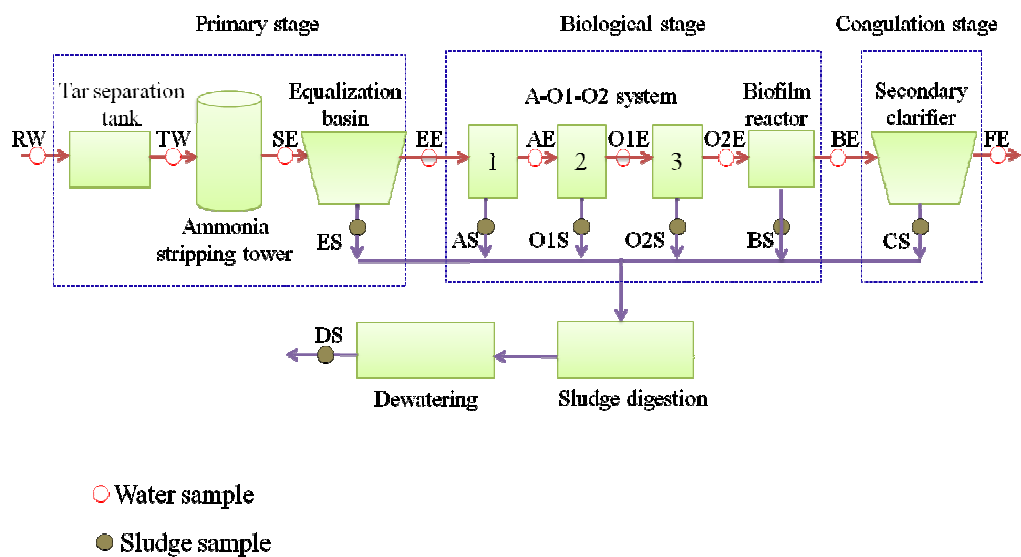 Primary stage
Biological stage
Coagulation stage
Tar separation
tank
Equalization
basin
A-O1-O2 system
Biofilm
reactor
Secondary
clarifier
RW
TW
SE
EE
AE
O1E
O2E
BE
FE
1
2
3
Ammonia
stripping tower
ES
AS
O1S
O2S
BS
CS
DS
Dewatering
Sludge digestion
Water sample
Sludge sample